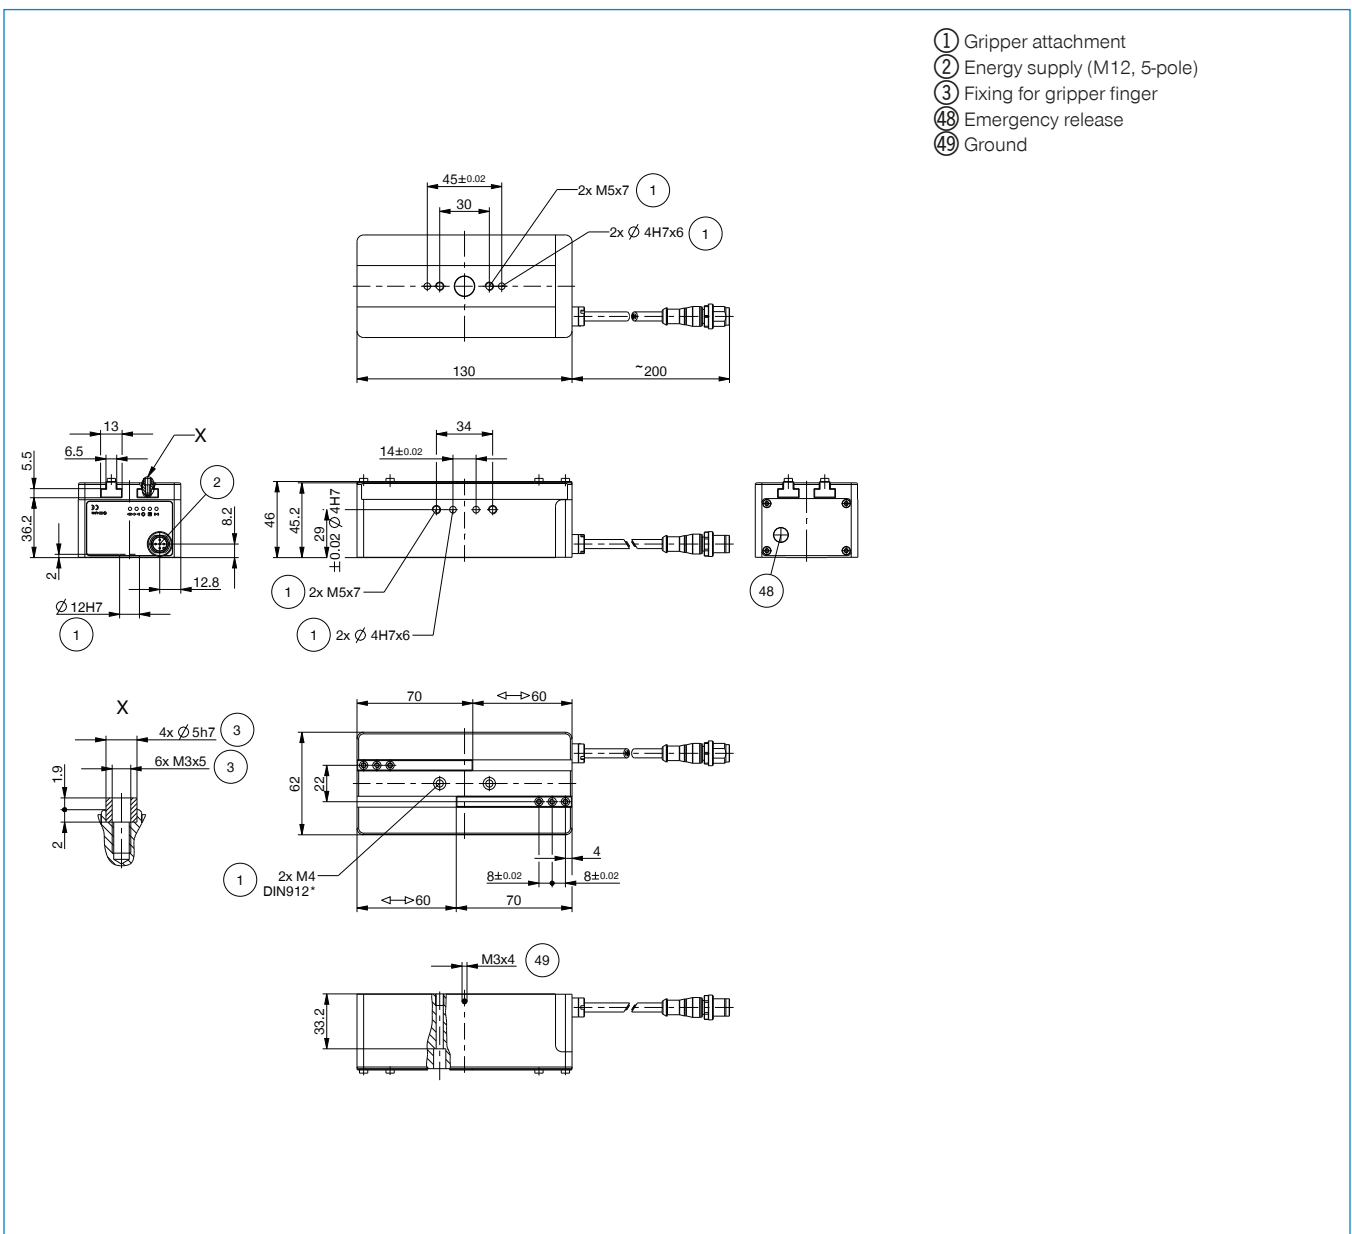 1 Gripper attachment
2 Energy supply (M12, 5-pole)
3 Fixing for gripper finger
48 Emergency release
49 Ground
45±0.02
30
2x M5x7 1
2x Ø 4H7x6 1
130
~200
13
6.5
5.5
X
2
36.2
8.2
2
12.8
Ø 12H7
1
34
14±0.02
46
45.2
29
±0.02 Ø 4H7
1 2x M5x7
1 2x Ø 4H7x6
48
X
4x Ø 5h7 3
6x M3x5 3
1.9
2
70
60
62
22
4
8±0.02
8±0.02
1 2x M4
DIN912*
60
70
M3x4 49
33.2